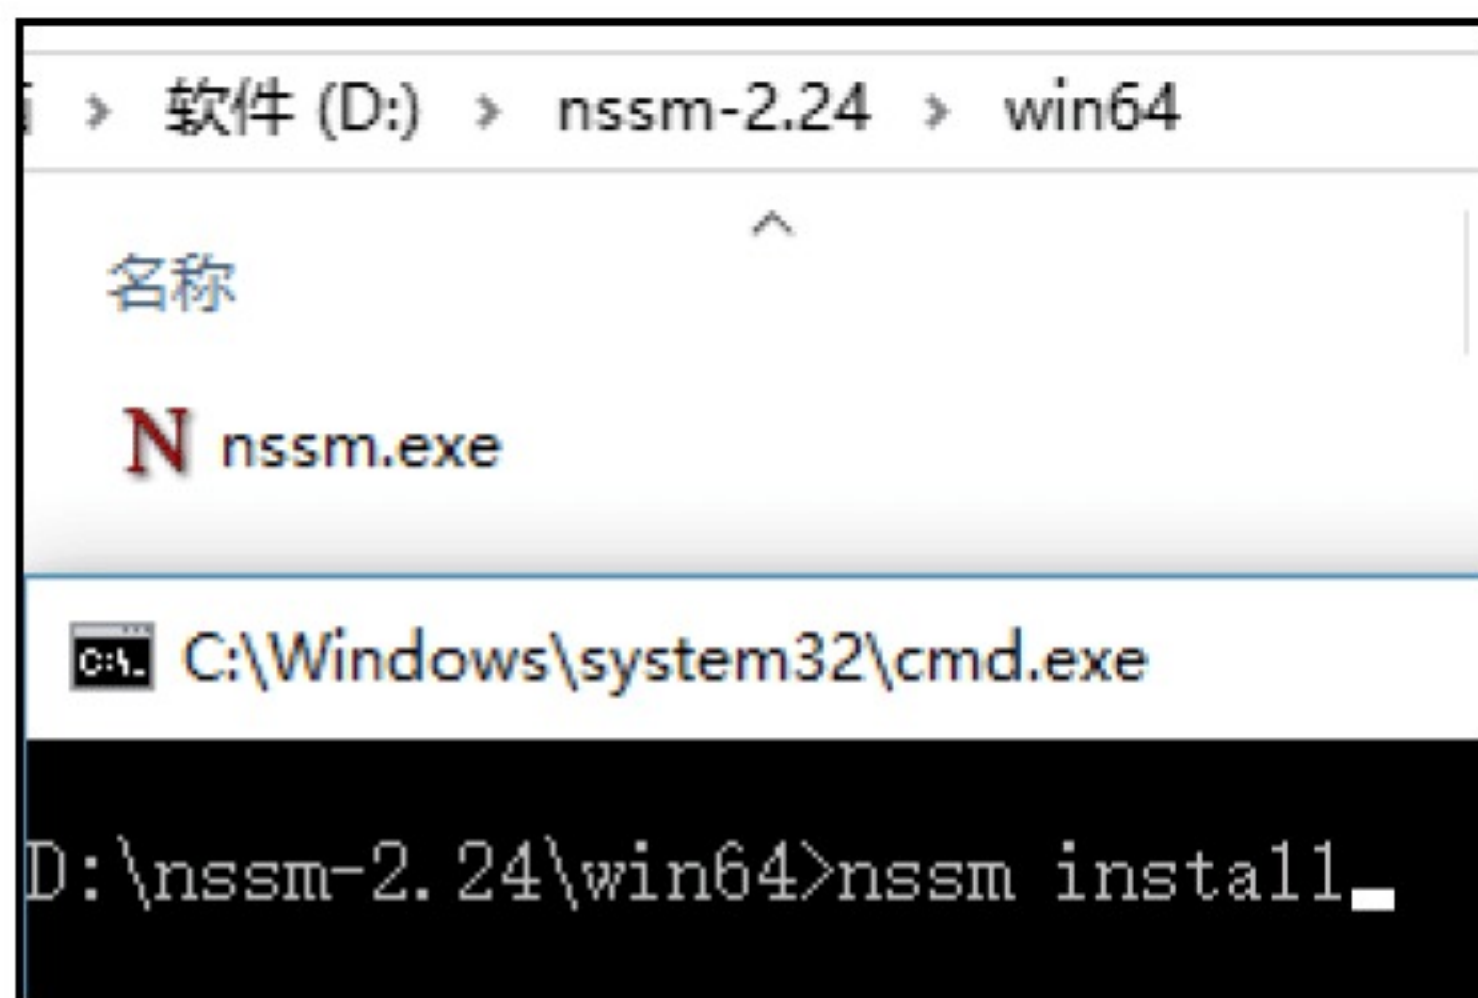 软件 (D:) > nssm-2.24 > win64
名称
N nssm.exe
C:\Windows\system32\cmd.exe
D:\nssm-2.24\win64>nssm install